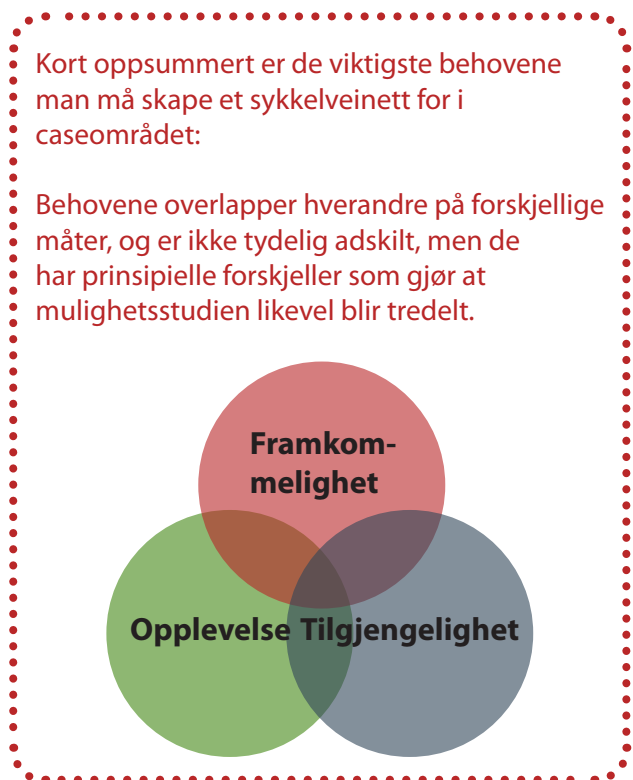 Kort oppsummert er de viktigste behovene
man må skape et sykkelveinett for i
caseområdet:
Behovene overlapper hverandre på forskjellige
måter, og er ikke tydelig adskilt, men de
har prinsipielle forskjeller som gjør at
mulighetsstudien likevel blir tredelt.
Framkom-
melighet
Opplevelse Tilgjengelighet